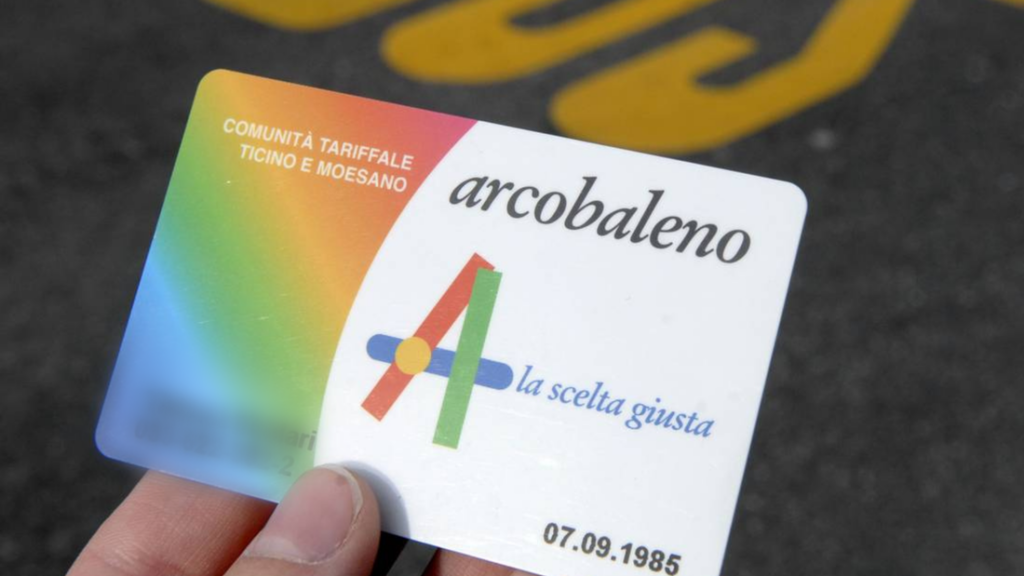 COMUNITÀ TARIFFALE
TICINO E MOESANO
arcobaleno
la scelta giusta
07.09.1985